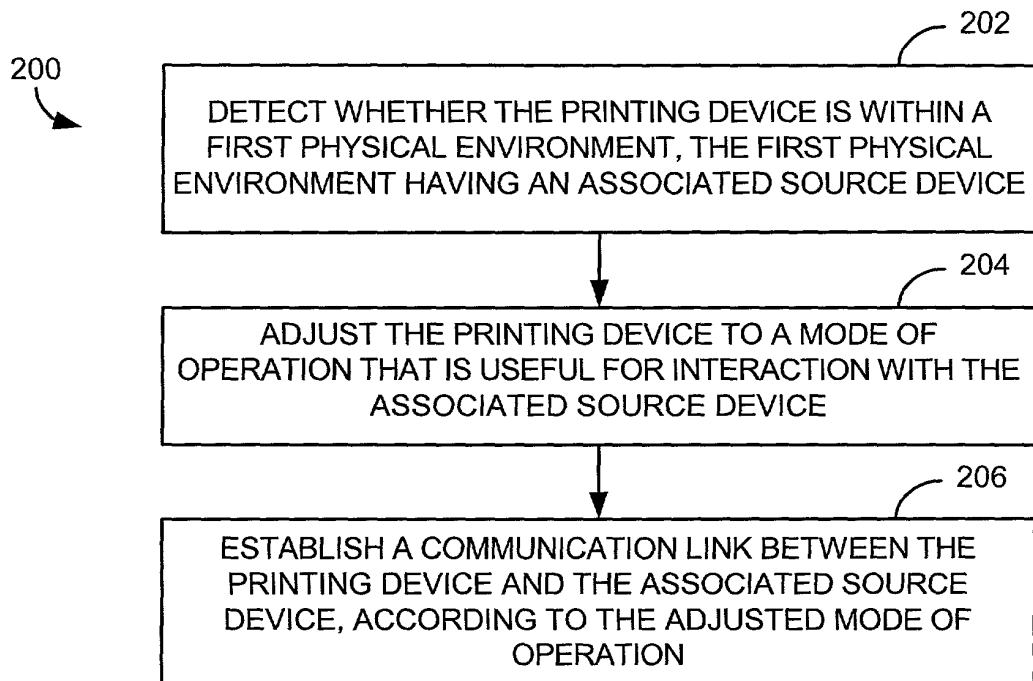 202
200
DETECT WHETHER THE PRINTING DEVICE IS WITHIN A
FIRST PHYSICAL ENVIRONMENT, THE FIRST PHYSICAL
ENVIRONMENT HAVING AN ASSOCIATED SOURCE DEVICE
204
ADJUST THE PRINTING DEVICE TO A MODE OF
OPERATION THAT IS USEFUL FOR INTERACTION WITH THE
ASSOCIATED SOURCE DEVICE
206
ESTABLISH A COMMUNICATION LINK BETWEEN THE
PRINTING DEVICE AND THE ASSOCIATED SOURCE
DEVICE, ACCORDING TO THE ADJUSTED MODE OF
OPERATION